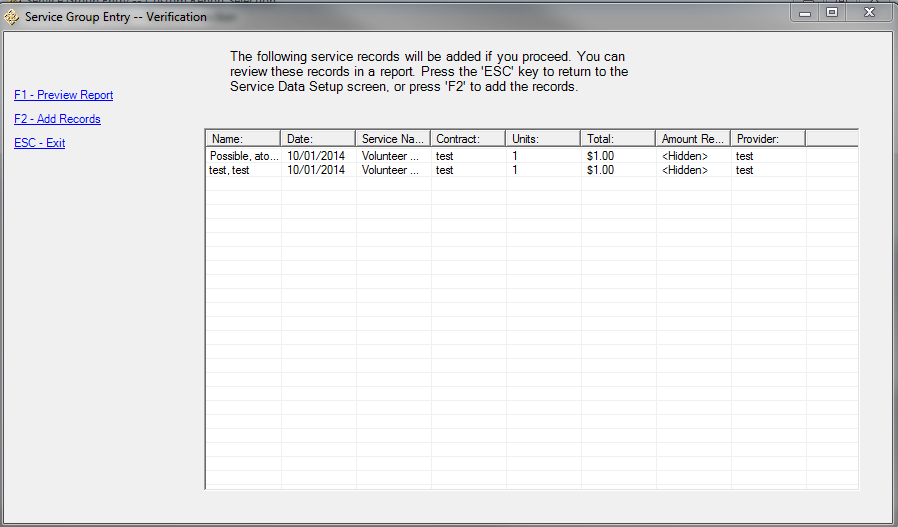 Service Group Entry -- Verification
The following service records will be added if you proceed. You can
review these records in a report. Press the 'ESC' key to return to the
Service Data Setup screen, or press 'F2' to add the records.
F1 - Preview Report
F2 - Add Records
ESC - Exit
Name: Date: Service Na... Contract: Units: Total: Amount Re... Provider:
Possible, ato... 10/01/2014 Volunteer ... test 1 $1.00 <Hidden> test
test, test 10/01/2014 Volunteer ... test 1 $1.00 <Hidden> test